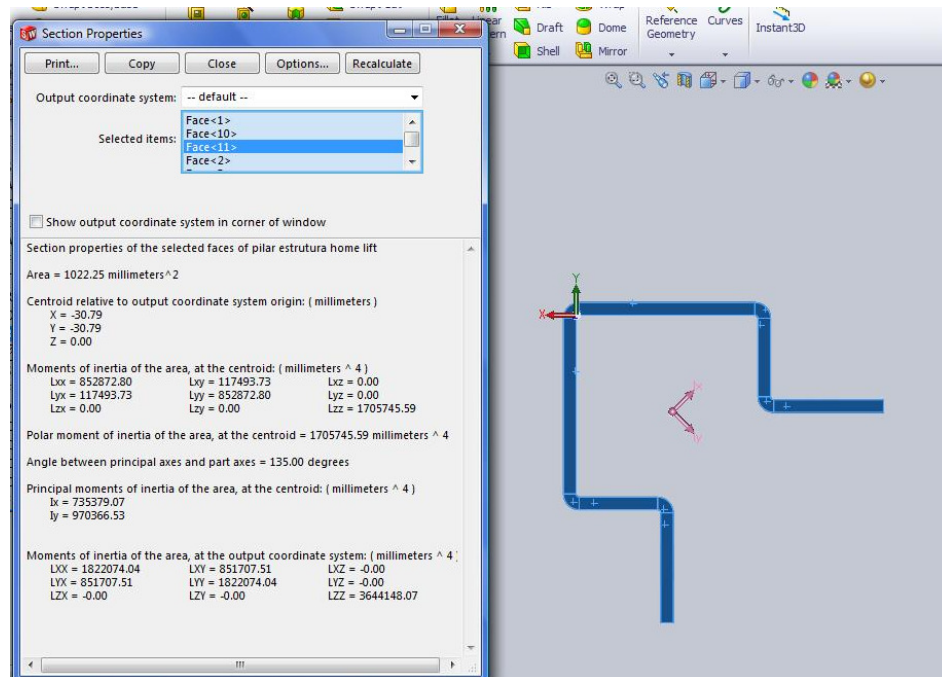 Draft
Dome
Reference Geometry
Curves
Instant3D
Shell
Mirror
Section Properties
Print... Copy Close Options... Recalculate
Output coordinate system: -- default --
Selected items:
Face<1>
Face<10>
Face<11>
Face<2>
Show output coordinate system in corner of window
Section properties of the selected faces of pilar estrutura home lift
Area = 1022.25 millimeters^2
Centroid relative to output coordinate system origin: ( millimeters )
X = -30.79
Y = -30.79
Z = 0.00
Moments of inertia of the area, at the centroid: ( millimeters ^ 4 )
Lxx = 852872.80 Lxy = 117493.73 Lxz = 0.00
Lyx = 117493.73 Lyy = 852872.80 Lyz = 0.00
Lzx = 0.00 Lzy = 0.00 Lzz = 1705745.59
Polar moment of inertia of the area, at the centroid = 1705745.59 millimeters ^ 4
Angle between principal axes and part axes = 135.00 degrees
Principal moments of inertia of the area, at the centroid: ( millimeters ^ 4 )
Ix = 735379.07
Iy = 970366.53
Moments of inertia of the area, at the output coordinate system: ( millimeters ^ 4 )
LXX = 1822074.04 LXY = 851707.51 LXZ = -0.00
LYX = 851707.51 LYY = 1822074.04 LYZ = -0.00
LZX = -0.00 LZY = -0.00 LZZ = 3644148.07
Y
X
Ix
Iy